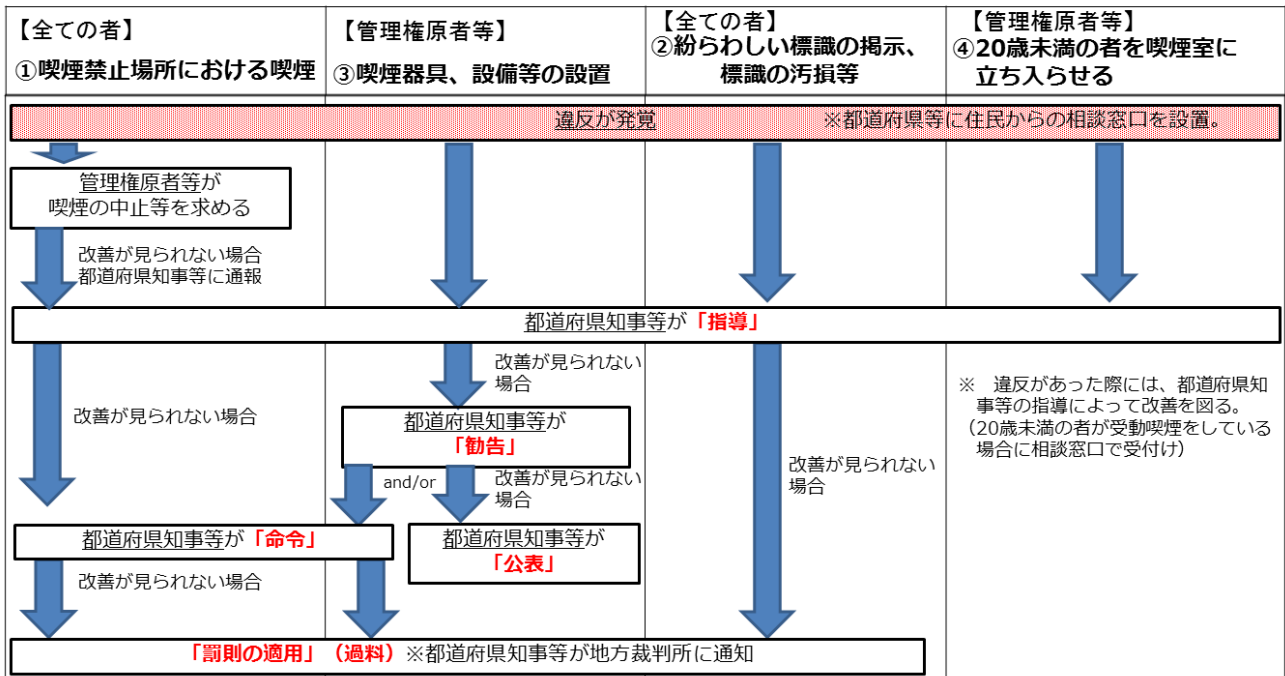 【全ての者】
①喫煙禁止場所における喫煙
【管理権原者等】
③喫煙器具、設備等の設置
【全ての者】
②紛らわしい標識の掲示、
標識の汚損等
【管理権原者等】
④20歳未満の者を喫煙室に
立ち入らせる
違反が発覚 ※都道府県等に住民からの相談窓口を設置。
管理権原者等が
喫煙の中止等を求める
改善が見られない場合
都道府県知事等に通報
都道府県知事等が「指導」
改善が見られない場合
改善が見られない
場合
都道府県知事等が
「勧告」
and/or
改善が見られない
場合
改善が見られない
場合
※ 違反があった際には、都道府県知
事等の指導によって改善を図る。
（20歳未満の者が受動喫煙をしている
場合に相談窓口で受付け）
都道府県知事等が「命令」
都道府県知事等が
「公表」
改善が見られない場合
「罰則の適用」（過料）※都道府県知事等が地方裁判所に通知